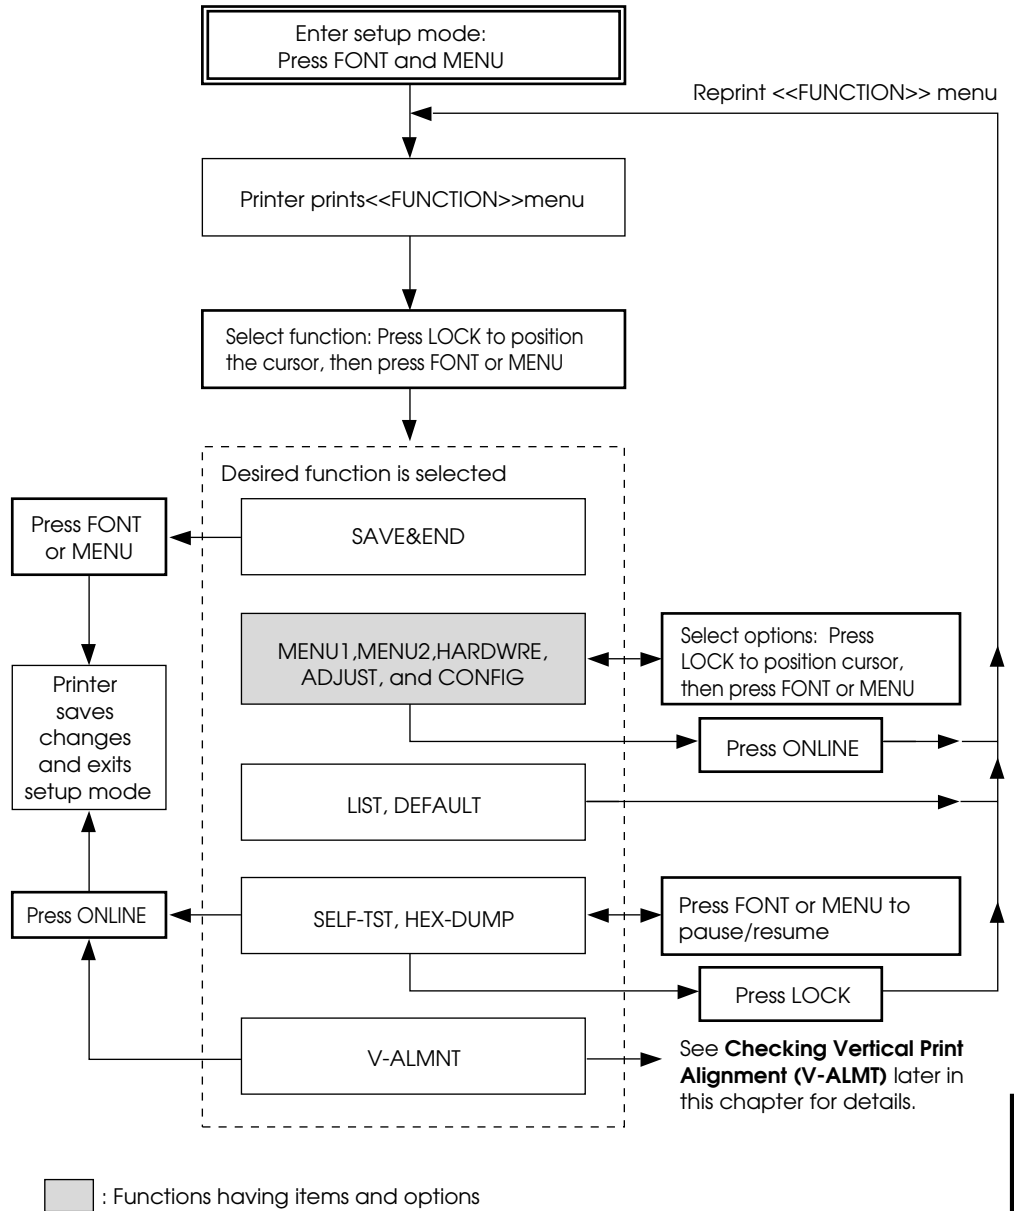 Enter setup mode:
Press FONT and MENU
Reprint <<FUNCTION>> menu
Printer prints<<FUNCTION>>menu
Select function: Press LOCK to position
the cursor, then press FONT or MENU
Desired function is selected
Press FONT
or MENU
SAVE&END
MENU1,MENU2,HARDWRE,
ADJUST, and CONFIG
Select options: Press
LOCK to position cursor,
then press FONT or MENU
Printer
saves
changes
and exits
setup mode
Press ONLINE
LIST, DEFAULT
Press ONLINE
SELF-TST, HEX-DUMP
Press FONT or MENU to
pause/resume
Press LOCK
V-ALMNT
See Checking Vertical Print
Alignment (V-ALMT) later in
this chapter for details.
: Functions having items and options